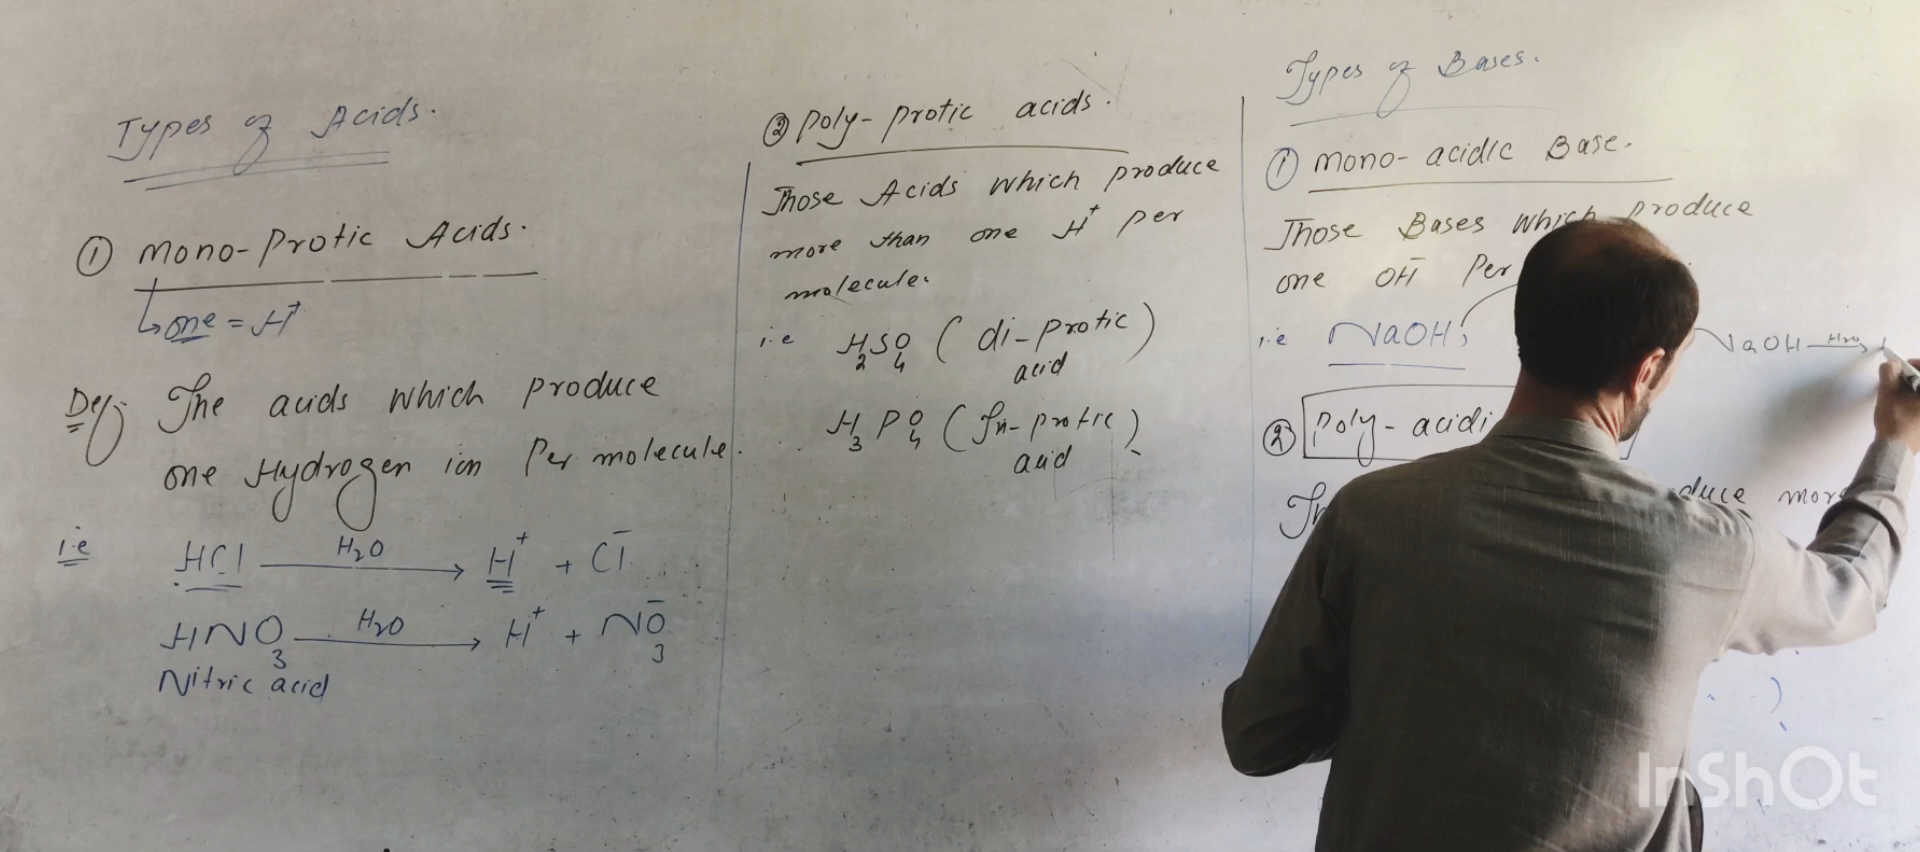 Types of Acids.
① Mono-Protic Acids.
↳ one = H⁺
Def: The acids which produce
one Hydrogen ion Per molecule.
i.e HCl —H₂O→ H⁺ + Cl⁻
HNO₃ —H₂O→ H⁺ + NO₃⁻
Nitric acid
② Poly-Protic acids.
Those Acids which produce
more than one H⁺ Per
molecule.
i.e H₂SO₄ (di-protic
acid)
H₃PO₄ (Tri-protic
acid)
Types of Bases.
① Mono-acidic Base.
Those Bases which produce
one OH⁻ Per
i.e NaOH,
NaOH —H₂O→
② Poly-acidi
duce more
InShOt